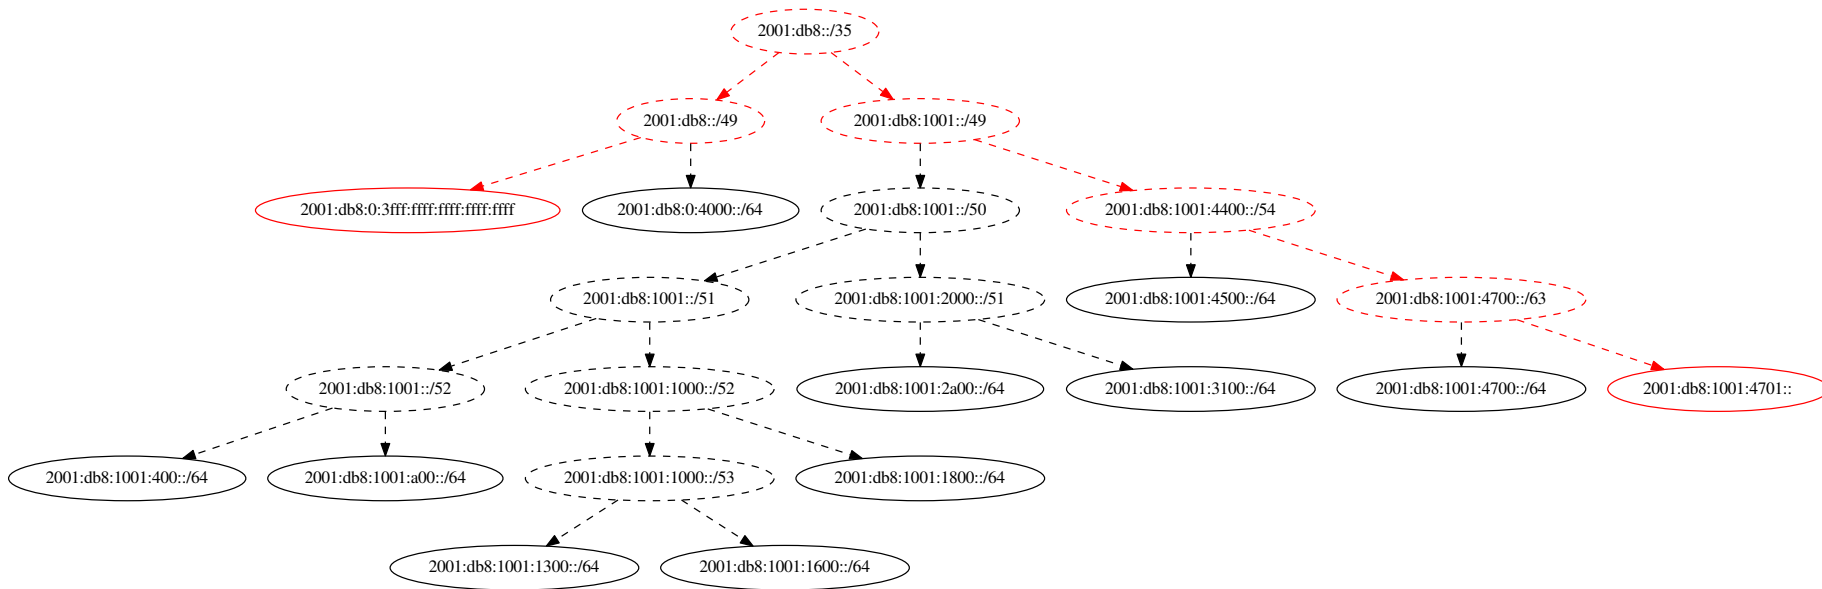 2001:db8::/35
2001:db8::/49
2001:db8:1001::/49
2001:db8:0:3fff:ffff:ffff:ffff:ffff
2001:db8:0:4000::/64
2001:db8:1001::/50
2001:db8:1001:4400::/54
2001:db8:1001::/51
2001:db8:1001:2000::/51
2001:db8:1001:4500::/64
2001:db8:1001:4700::/63
2001:db8:1001::/52
2001:db8:1001:1000::/52
2001:db8:1001:2a00::/64
2001:db8:1001:3100::/64
2001:db8:1001:4700::/64
2001:db8:1001:4701::
2001:db8:1001:400::/64
2001:db8:1001:a00::/64
2001:db8:1001:1000::/53
2001:db8:1001:1800::/64
2001:db8:1001:1300::/64
2001:db8:1001:1600::/64